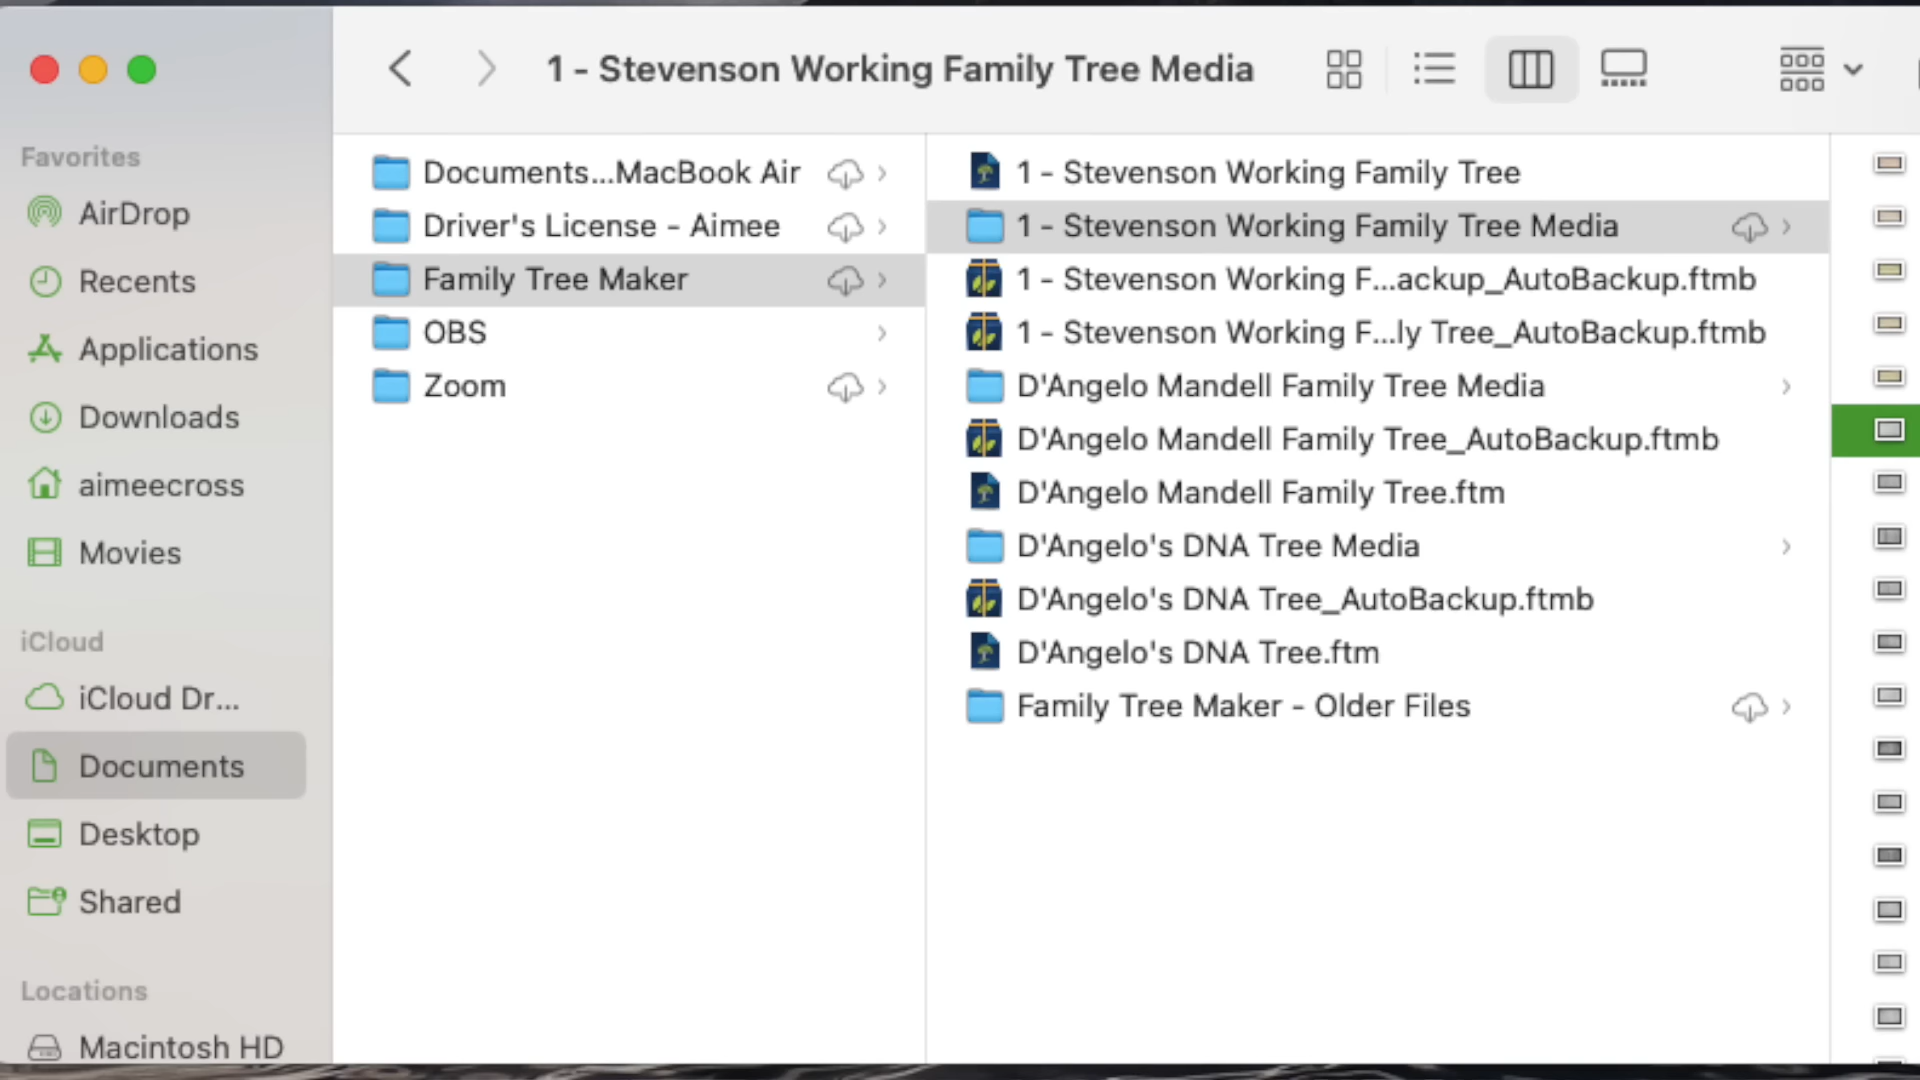 1 - Stevenson Working Family Tree Media
Favorites
AirDrop
Recents
Applications
Downloads
aimeecross
Movies
iCloud
iCloud Dr...
Documents
Desktop
Shared
Locations
Macintosh HD
Documents...MacBook Air
Driver's License - Aimee
Family Tree Maker
OBS
Zoom
1 - Stevenson Working Family Tree
1 - Stevenson Working Family Tree Media
1 - Stevenson Working F...ackup_AutoBackup.ftmb
1 - Stevenson Working F...ly Tree_AutoBackup.ftmb
D'Angelo Mandell Family Tree Media
D'Angelo Mandell Family Tree_AutoBackup.ftmb
D'Angelo Mandell Family Tree.ftm
D'Angelo's DNA Tree Media
D'Angelo's DNA Tree_AutoBackup.ftmb
D'Angelo's DNA Tree.ftm
Family Tree Maker - Older Files